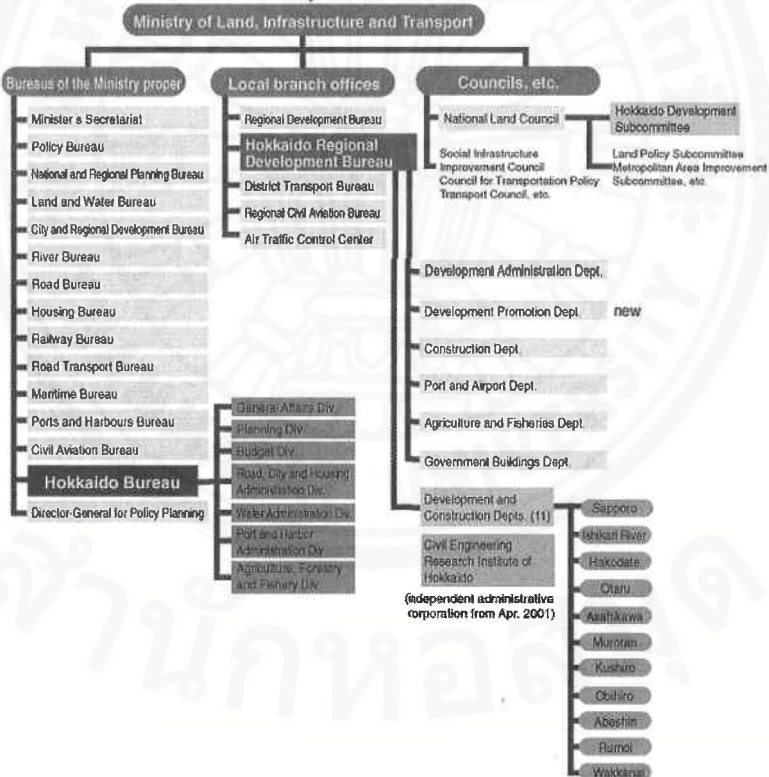 Ministry of Land, Infrastructure and Transport
Bureaus of the Ministry proper
Minister s Secretariat
Policy Bureau
National and Regional Planning Bureau
Land and Water Bureau
City and Regional Development Bureau
River Bureau
Road Bureau
Housing Bureau
Railway Bureau
Road Transport Bureau
Maritime Bureau
Ports and Harbours Bureau
Civil Aviation Bureau
Hokkaido Bureau
Director-General for Policy Planning
General Affairs Div.
Planning Div.
Budget Div.
Road, City and Housing
Administration Div.
Water Administration Div.
Port and Harbor
Administration Div.
Agriculture, Forestry
and Fishery Div.
Local branch offices
Regional Development Bureau
Hokkaido Regional
Development Bureau
District Transport Bureau
Regional Civil Aviation Bureau
Air Traffic Control Center
Development Administration Dept.
Development Promotion Dept. new
Construction Dept.
Port and Airport Dept.
Agriculture and Fisheries Dept.
Government Buildings Dept.
Development and
Construction Depts. (11)
Civil Engineering
Research Institute of
Hokkaido
(independent administrative
corporation from Apr. 2001)
Sapporo
Ishikari River
Hakodate
Otaru
Asahikawa
Muroran
Kushiro
Obihiro
Abashiri
Rumoi
Wakkanai
Councils, etc.
National Land Council
Social Infrastructure
Improvement Council
Council for Transportation Policy
Transport Council, etc.
Hokkaido Development
Subcommittee
Land Policy Subcommittee
Metropolitan Area Improvement
Subcommittee, etc.
สำนักหอสมุด